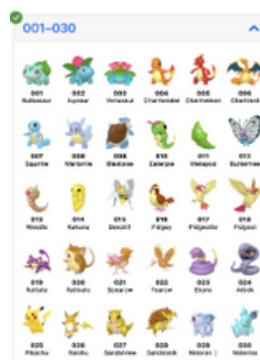 001–030
001 002 003 004 005 006
Bulbasaur Ivysaur Venusaur Charmander Charmeleon Charizard
007 008 009 010 011 012
Squirtle Wartortle Blastoise Caterpie Metapod Butterfree
013 014 015 016 017 018
Weedle Kakuna Beedrill Pidgey Pidgeotto Pidgeot
019 020 021 022 023 024
Rattata Raticate Spearow Fearow Ekans Arbok
025 026 027 028 029 030
Pikachu Raichu Sandshrew Sandslash Nidoran Nidorina